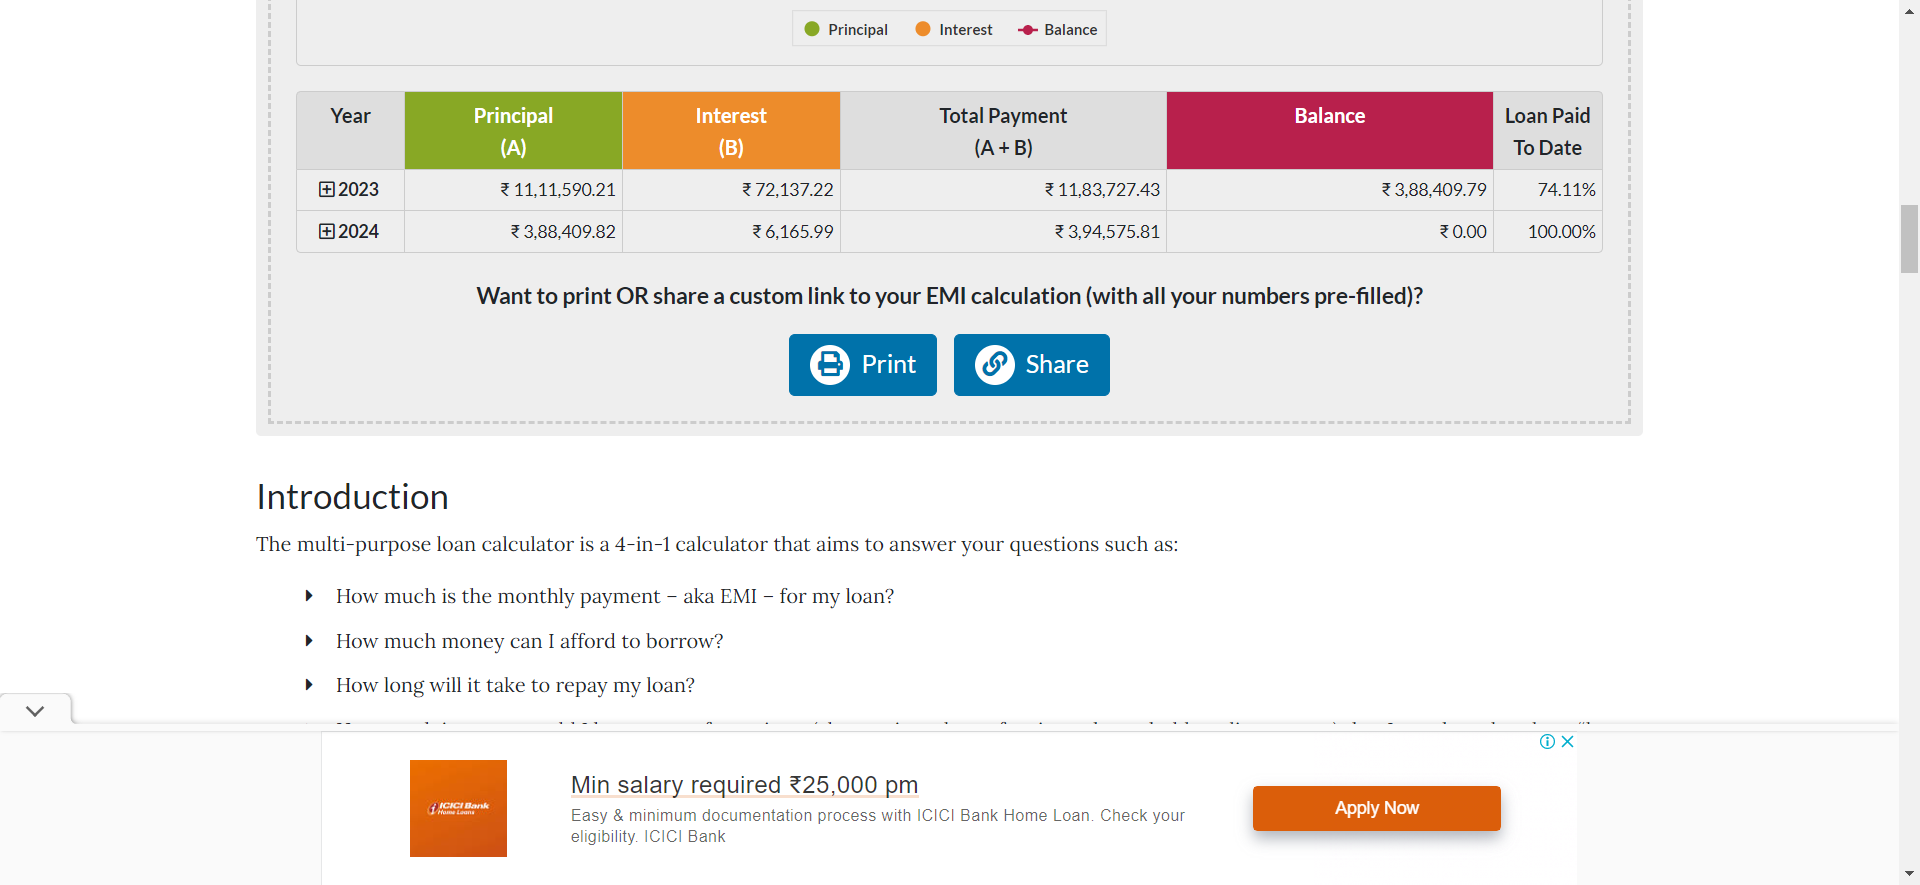 Principal Interest Balance
Year Principal Interest Total Payment Balance Loan Paid
(A) (B) (A + B) To Date
2023 ₹ 11,11,590.21 ₹ 72,137.22 ₹ 11,83,727.43 ₹ 3,88,409.79 74.11%
2024 ₹ 3,88,409.82 ₹ 6,165.99 ₹ 3,94,575.81 ₹ 0.00 100.00%
Want to print OR share a custom link to your EMI calculation (with all your numbers pre-filled)?
Print Share
Introduction
The multi-purpose loan calculator is a 4-in-1 calculator that aims to answer your questions such as:
How much is the monthly payment – aka EMI – for my loan?
How much money can I afford to borrow?
How long will it take to repay my loan?
ICICI Bank
Home Loans
Min salary required ₹25,000 pm
Easy & minimum documentation process with ICICI Bank Home Loan. Check your
eligibility. ICICI Bank
Apply Now